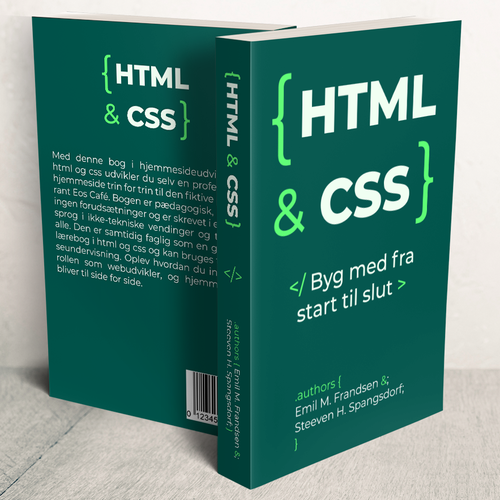 { HTML
& CSS }
Med denne bog i hjemmesideudvi
html og css udvikler du selv en profe
hjemmeside trin for trin til den fiktive
rant Eos Café. Bogen er pædagogisk,
ingen forudsætninger og er skrevet i e
sprog i ikke-tekniske vendinger og
alle. Den er samtidig faglig som en g
lærebog i html og css og kan bruges
seundervisning. Oplev hvordan du in
rollen som webudvikler, og hjemm
bliver til side for side.
0 12345
{ HTML & CSS }
</>
.authors { Emil M. Frandsen &;
Steeven H. Spangsdorf; }
{ HTML
& CSS }
</ Byg med fra
start til slut >
.authors {
Emil M. Frandsen &;
Steeven H. Spangsdorf;
}